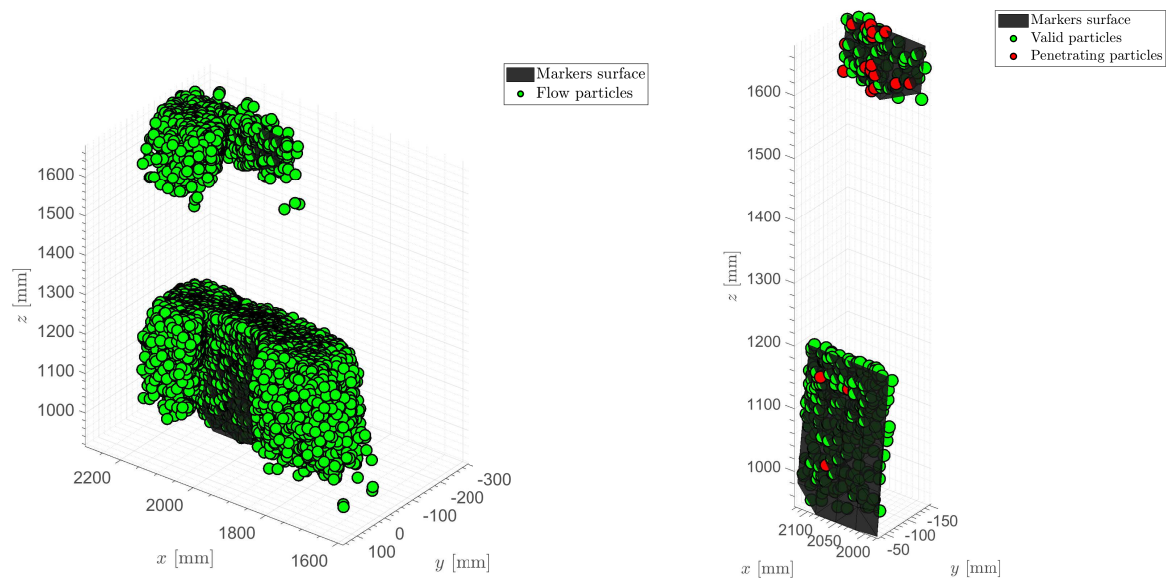 Markers surface
Flow particles
1600
1500
1400
1300
1200
1100
1000
z [mm]
2200
2000
1800
1600
x [mm]
-300
-200
-100
0
100
y [mm]
Markers surface
Valid particles
Penetrating particles
1600
1500
1400
1300
1200
1100
1000
z [mm]
2100
2050
2000
x [mm]
-150
-100
-50
y [mm]